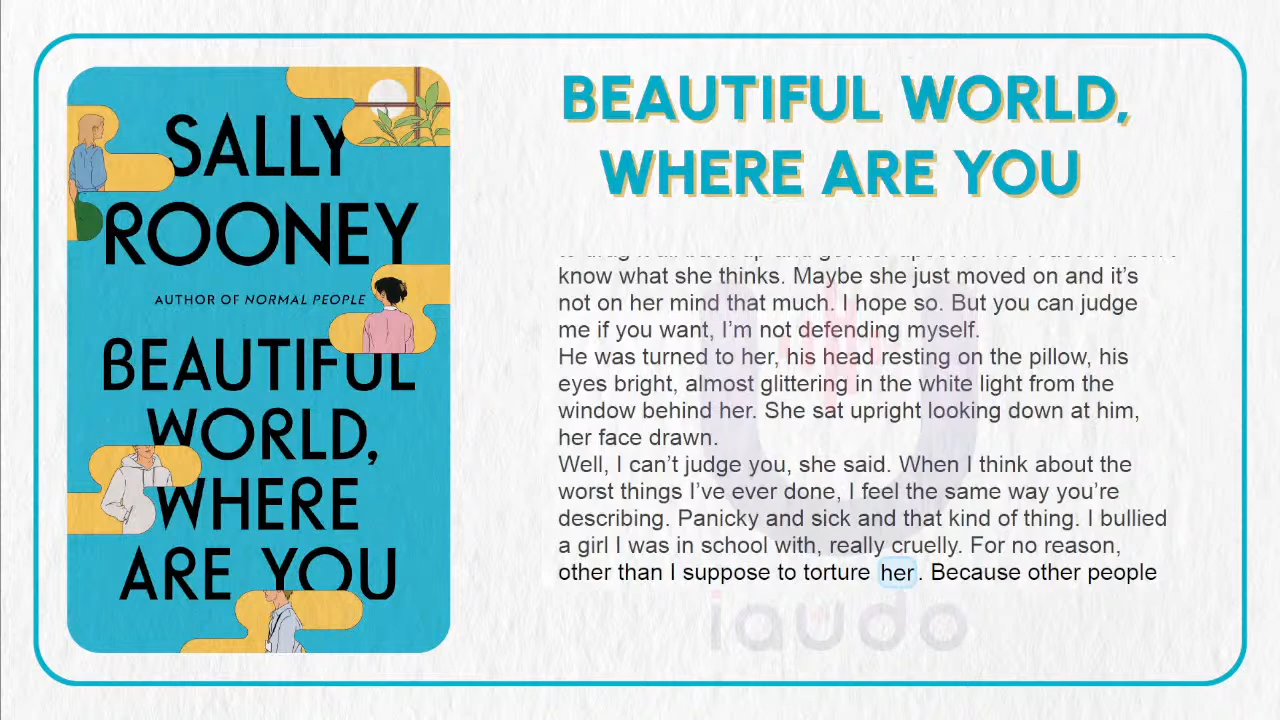 SALLY
ROONEY
AUTHOR OF NORMAL PEOPLE
BEAUTIFUL
WORLD,
WHERE
ARE YOU
BEAUTIFUL WORLD,
WHERE ARE YOU
know what she thinks. Maybe she just moved on and it’s
not on her mind that much. I hope so. But you can judge
me if you want, I’m not defending myself.
He was turned to her, his head resting on the pillow, his
eyes bright, almost glittering in the white light from the
window behind her. She sat upright looking down at him,
her face drawn.
Well, I can’t judge you, she said. When I think about the
worst things I’ve ever done, I feel the same way you’re
describing. Panicky and sick and that kind of thing. I bullied
a girl I was in school with, really cruelly. For no reason,
other than I suppose to torture her. Because other people
iaudo